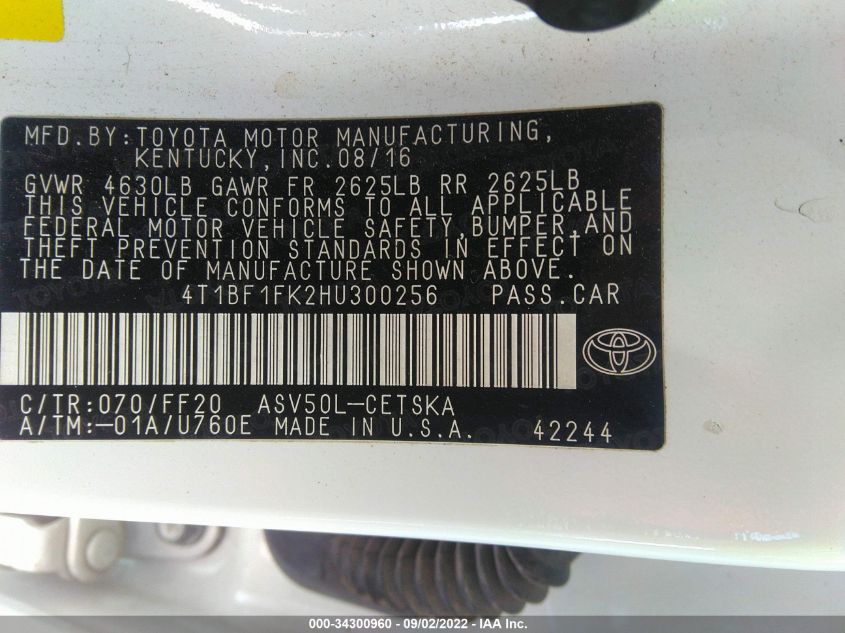 MFD.BY:TOYOTA MOTOR MANUFACTURING,
KENTUCKY,INC.08/16
GVWR 4630LB GAWR FR 2625LB RR 2625LB
THIS VEHICLE CONFORMS TO ALL APPLICABLE
FEDERAL MOTOR VEHICLE SAFETY,BUMPER,AND
THEFT PREVENTION STANDARDS IN EFFECT ON
THE DATE OF MANUFACTURE SHOWN ABOVE.
4T1BF1FK2HU300256 PASS.CAR
C/TR:070/FF20 ASV50L-CETSKA
A/TM:-01A/U760E MADE IN U.S.A. 42244
000-34300960 - 09/02/2022 - IAA Inc.